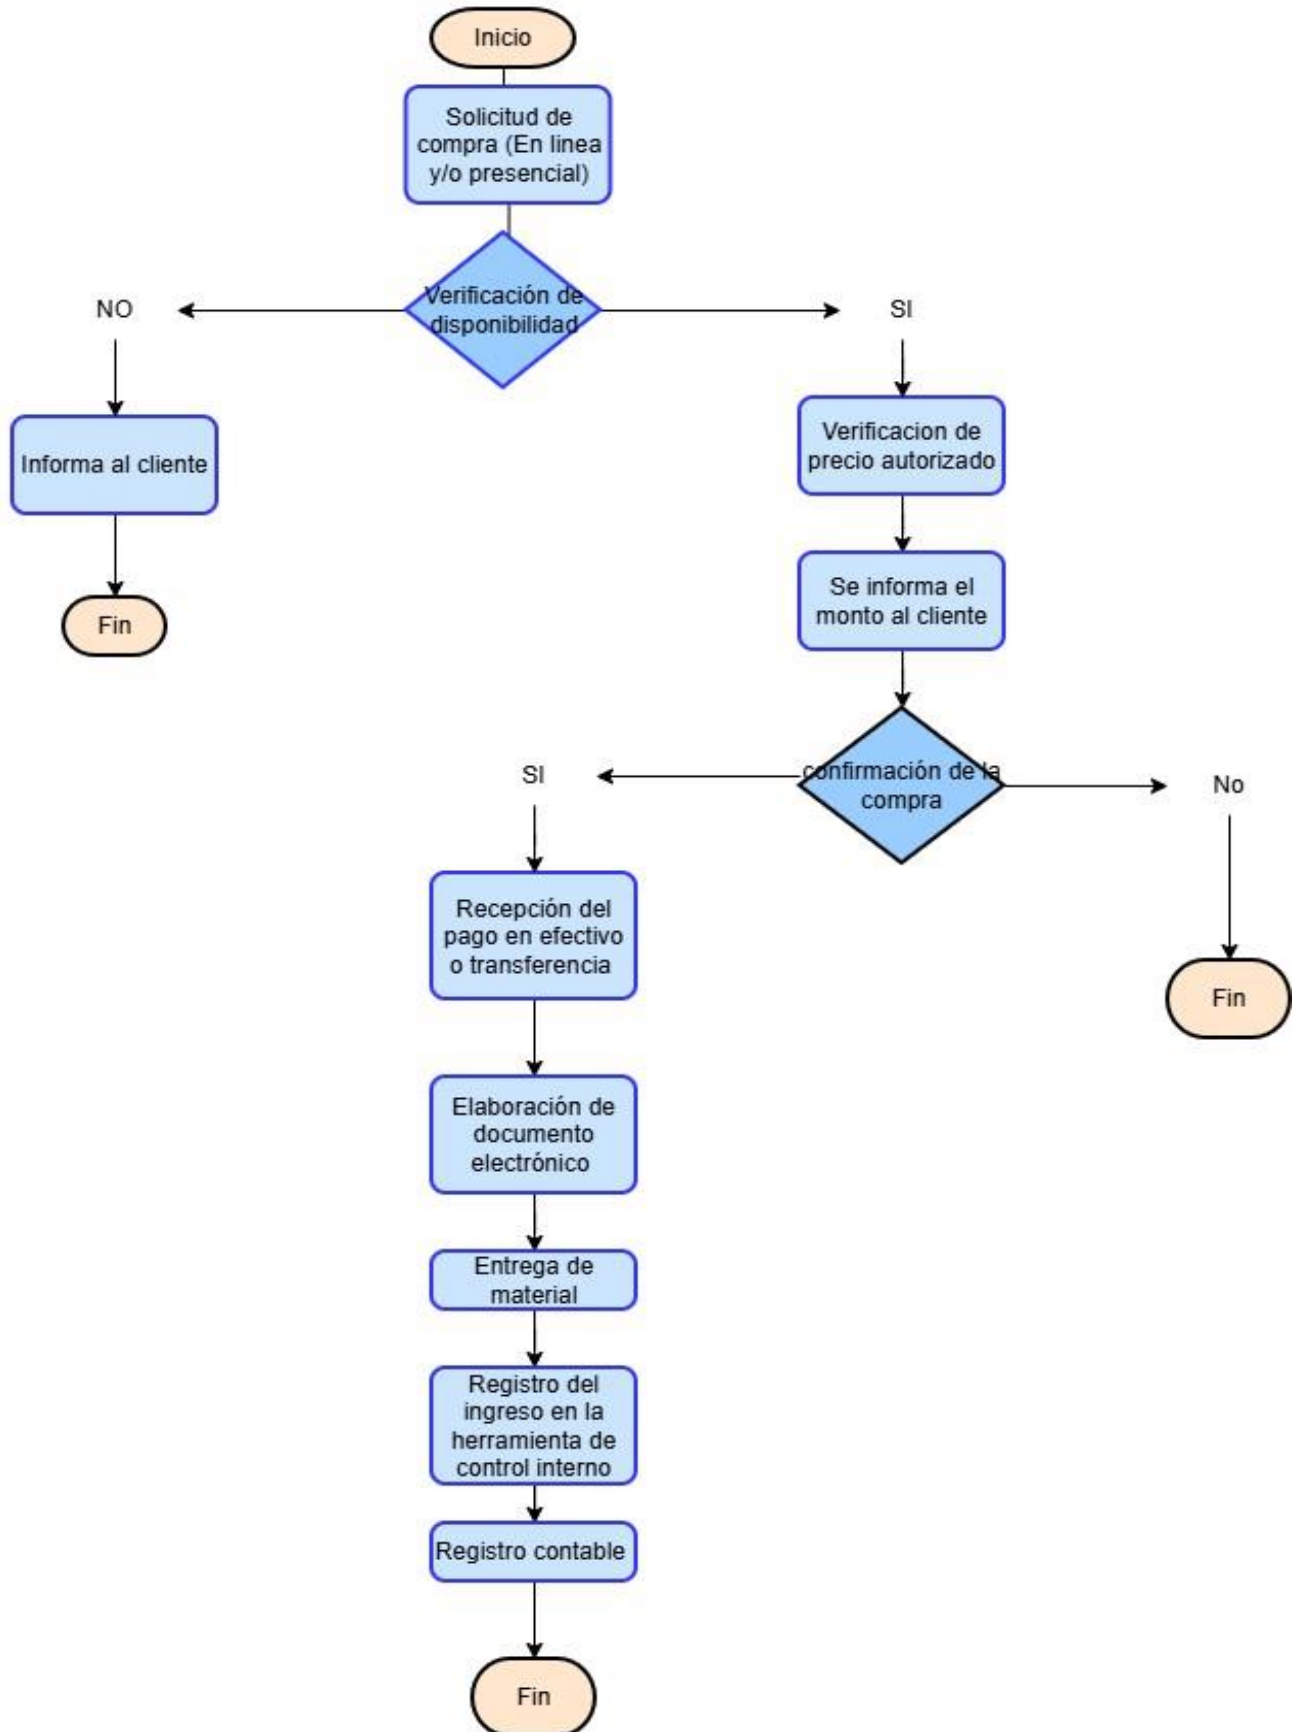 Inicio
Solicitud de
compra (En linea
y/o presencial)
Verificación de
disponibilidad
NO
SI
Informa al cliente
Fin
Verificacion de
precio autorizado
Se informa el
monto al cliente
confirmación de la
compra
SI
No
Recepción del
pago en efectivo
o transferencia
Fin
Elaboración de
documento
electrónico
Entrega de
material
Registro del
ingreso en la
herramienta de
control interno
Registro contable
Fin